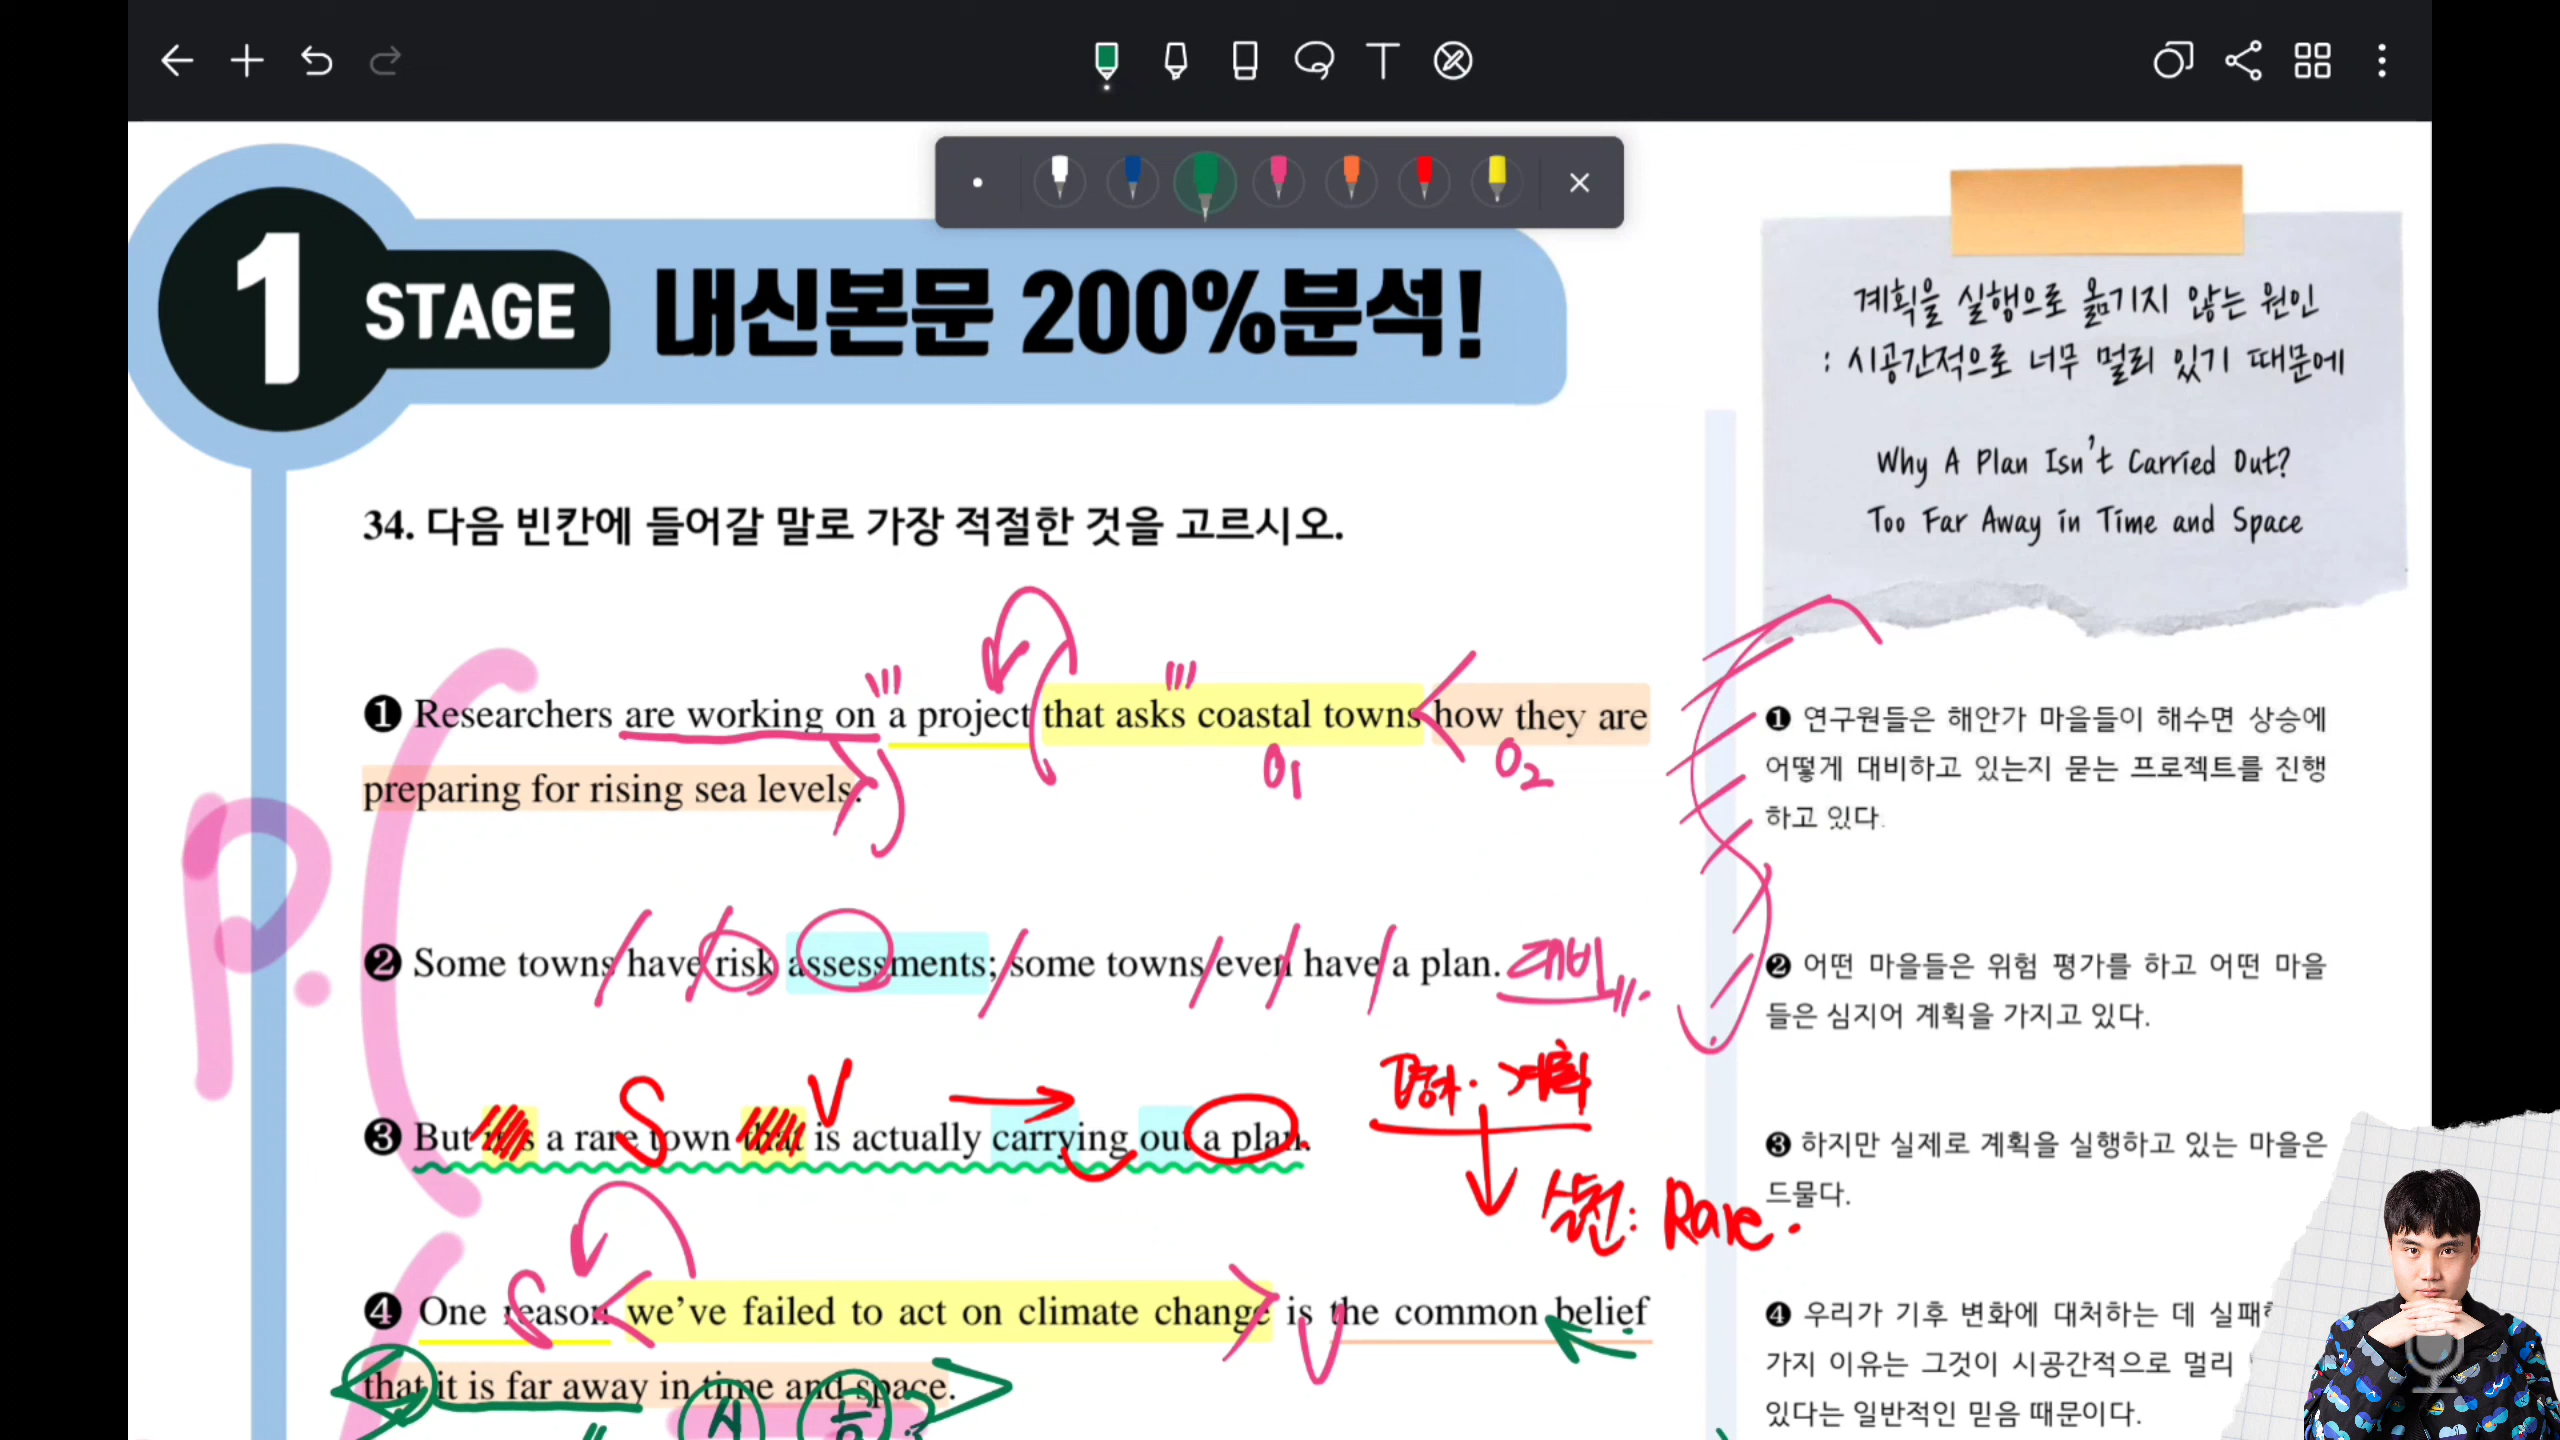 1 STAGE 내신본문 200%분석!
계획을 실행으로 옮기지 않는 원인
: 시공간적으로 너무 멀리 있기 때문에
Why A Plan Isn't Carried Out?
Too Far Away in Time and Space
34. 다음 빈칸에 들어갈 말로 가장 적절한 것을 고르시오.
P.
❶ Researchers are working on a project that asks coastal towns how they are
O1 O2
preparing for rising sea levels.
❷ Some towns have risk assessments; some towns even have a plan. 대비
S V
평가·계획
❸ But it is a rare town that is actually carrying out a plan.
실천: Rare.
S V
❹ One reason we've failed to act on climate change is the common belief
that it is far away in time and space.
시 공
❶ 연구원들은 해안가 마을들이 해수면 상승에
어떻게 대비하고 있는지 묻는 프로젝트를 진행
하고 있다.
❷ 어떤 마을들은 위험 평가를 하고 어떤 마을
들은 심지어 계획을 가지고 있다.
❸ 하지만 실제로 계획을 실행하고 있는 마을은
드물다.
❹ 우리가 기후 변화에 대처하는 데 실패
가지 이유는 그것이 시공간적으로 멀리
있다는 일반적인 믿음 때문이다.